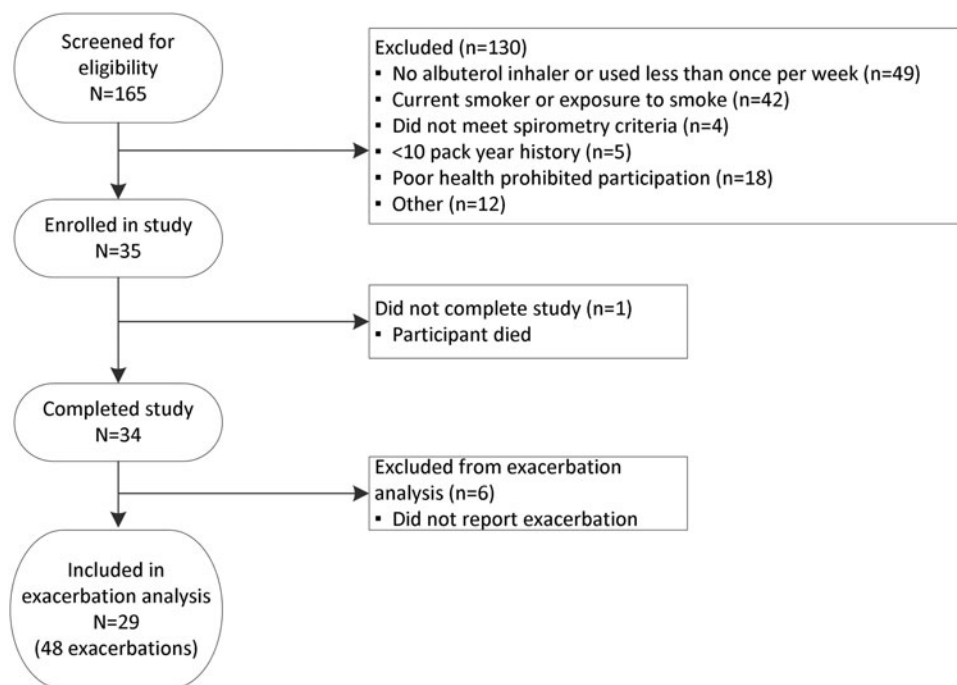 Screened for
eligibility
N=165
Excluded (n=130)
▪ No albuterol inhaler or used less than once per week (n=49)
▪ Current smoker or exposure to smoke (n=42)
▪ Did not meet spirometry criteria (n=4)
▪ <10 pack year history (n=5)
▪ Poor health prohibited participation (n=18)
▪ Other (n=12)
Enrolled in study
N=35
Did not complete study (n=1)
▪ Participant died
Completed study
N=34
Excluded from exacerbation
analysis (n=6)
▪ Did not report exacerbation
Included in
exacerbation analysis
N=29
(48 exacerbations)